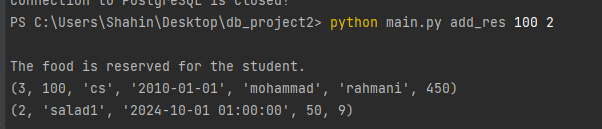 Connection to PostgreSQL is closed!
PS C:\Users\Shahin\Desktop\db_project2> python main.py add_res 100 2
The food is reserved for the student.
(3, 100, 'cs', '2010-01-01', 'mohammad', 'rahmani', 450)
(2, 'salad1', '2024-10-01 01:00:00', 50, 9)